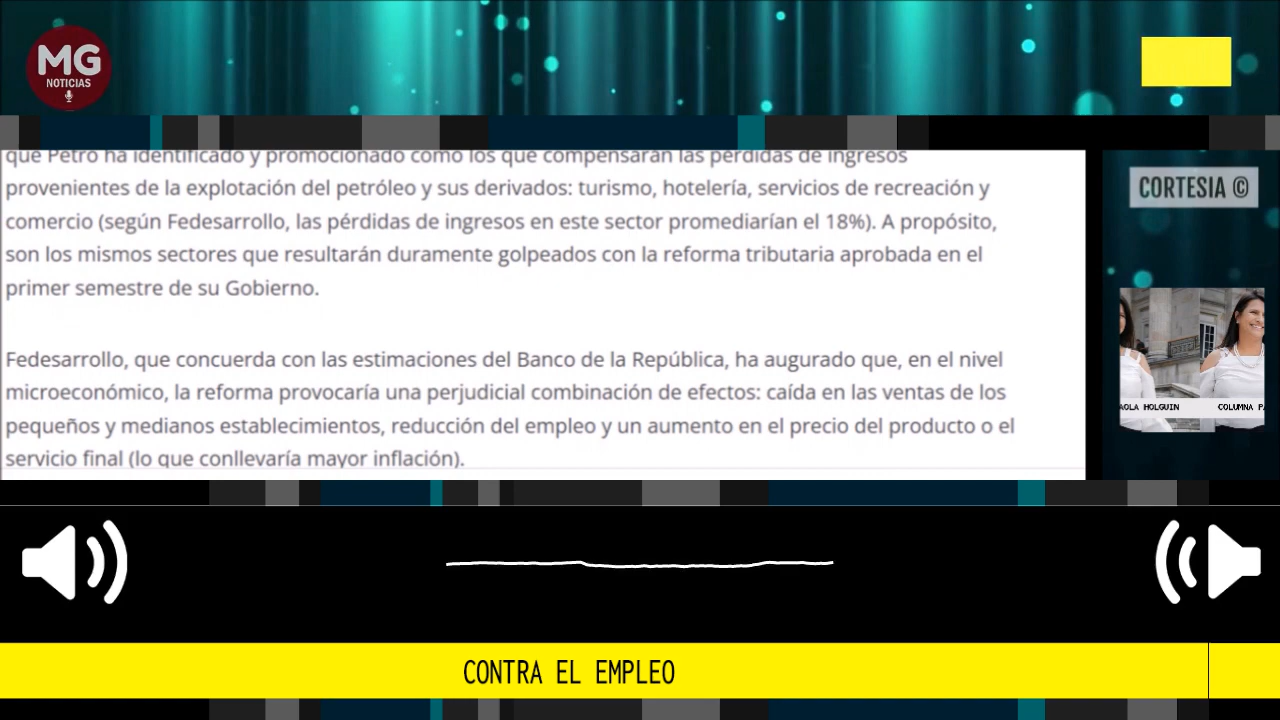 MG
NOTICIAS
que Petro ha identificado y promocionado como los que compensarán las pérdidas de ingresos
provenientes de la explotación del petróleo y sus derivados: turismo, hotelería, servicios de recreación y
comercio (según Fedesarrollo, las pérdidas de ingresos en este sector promediarían el 18%). A propósito,
son los mismos sectores que resultarán duramente golpeados con la reforma tributaria aprobada en el
primer semestre de su Gobierno.
Fedesarrollo, que concuerda con las estimaciones del Banco de la República, ha augurado que, en el nivel
microeconómico, la reforma provocaría una perjudicial combinación de efectos: caída en las ventas de los
pequeños y medianos establecimientos, reducción del empleo y un aumento en el precio del producto o el
servicio final (lo que conllevaría mayor inflación).
CORTESIA ©
AOLA HOLGUIN COLUMNA PA
CONTRA EL EMPLEO